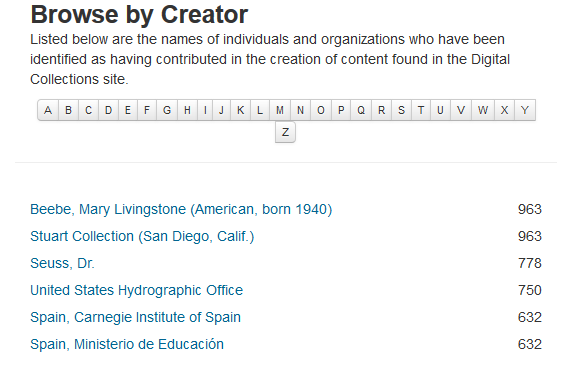 Browse by Creator
Listed below are the names of individuals and organizations who have been
identified as having contributed in the creation of content found in the Digital
Collections site.
A B C D E F G H I J K L M N O P Q R S T U V W X Y
Z
Beebe, Mary Livingstone (American, born 1940) 963
Stuart Collection (San Diego, Calif.) 963
Seuss, Dr. 778
United States Hydrographic Office 750
Spain, Carnegie Institute of Spain 632
Spain, Ministerio de Educación 632